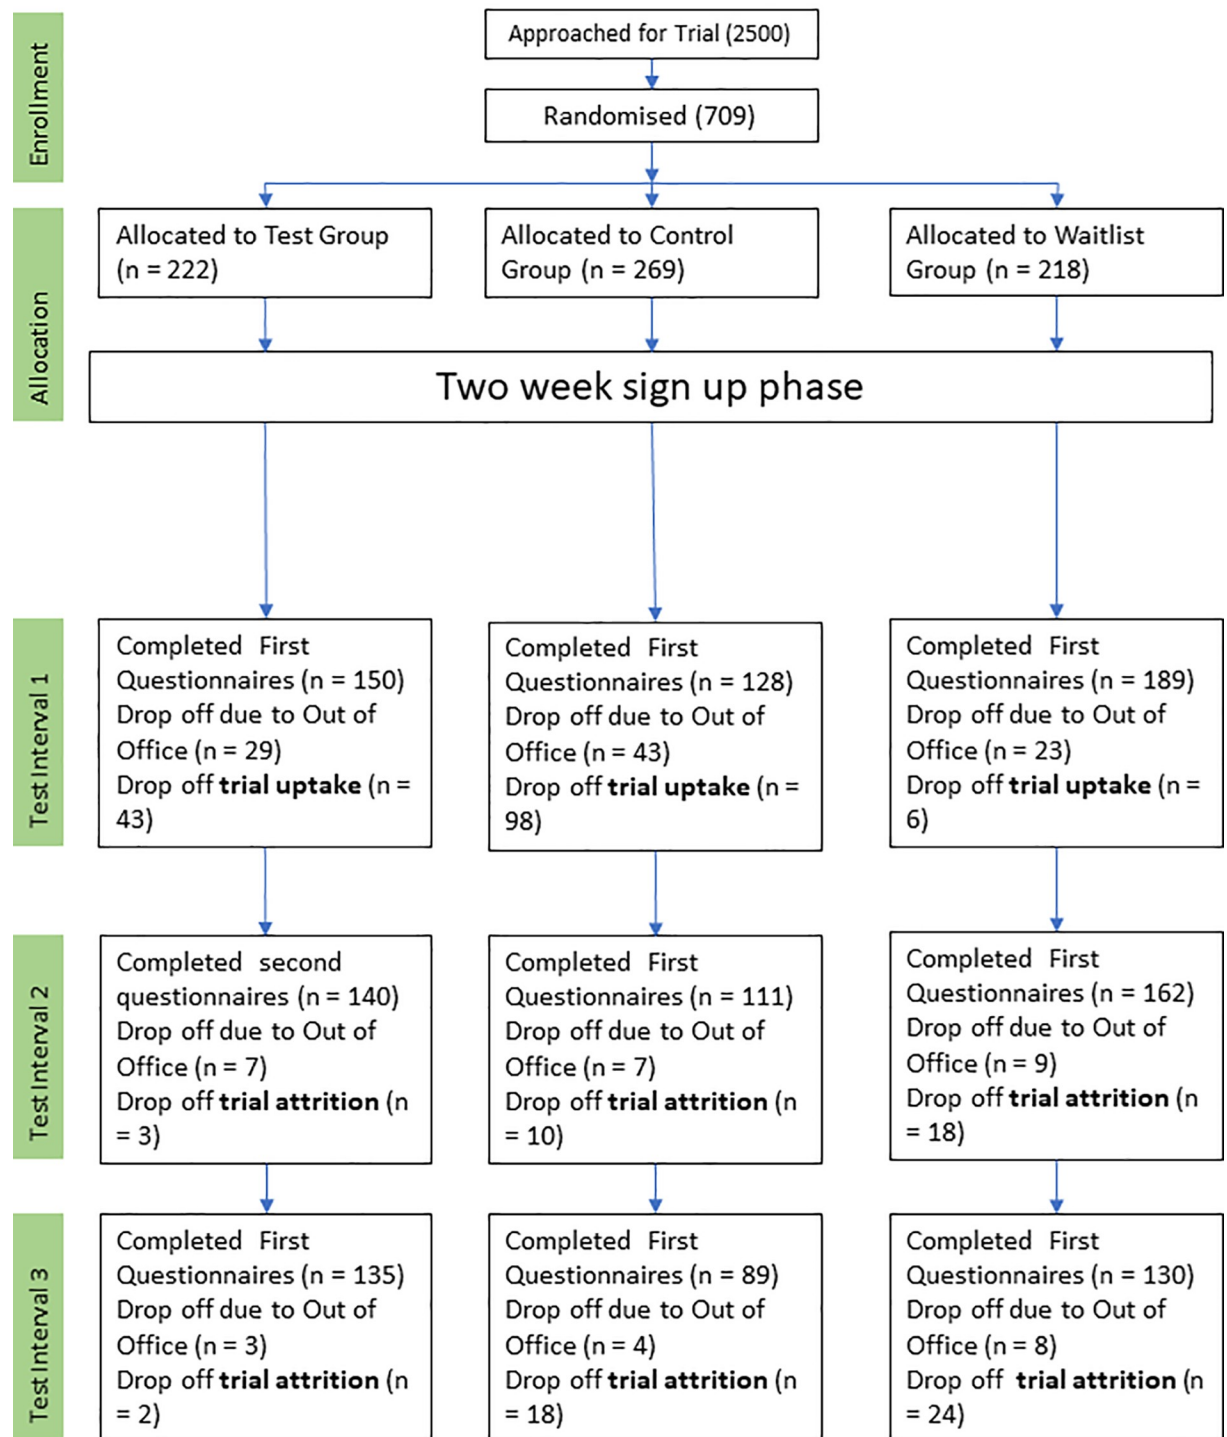 Enrollment
Approached for Trial (2500)
Randomised (709)
Allocation
Allocated to Test Group
(n = 222)
Allocated to Control
Group (n = 269)
Allocated to Waitlist
Group (n = 218)
Two week sign up phase
Test Interval 1
Completed First
Questionnaires (n = 150)
Drop off due to Out of
Office (n = 29)
Drop off trial uptake (n =
43)
Completed First
Questionnaires (n = 128)
Drop off due to Out of
Office (n = 43)
Drop off trial uptake (n =
98)
Completed First
Questionnaires (n = 189)
Drop off due to Out of
Office (n = 23)
Drop off trial uptake (n =
6)
Test Interval 2
Completed second
questionnaires (n = 140)
Drop off due to Out of
Office (n = 7)
Drop off trial attrition (n
= 3)
Completed First
Questionnaires (n = 111)
Drop off due to Out of
Office (n = 7)
Drop off trial attrition (n
= 10)
Completed First
Questionnaires (n = 162)
Drop off due to Out of
Office (n = 9)
Drop off trial attrition (n
= 18)
Test Interval 3
Completed First
Questionnaires (n = 135)
Drop off due to Out of
Office (n = 3)
Drop off trial attrition (n
= 2)
Completed First
Questionnaires (n = 89)
Drop off due to Out of
Office (n = 4)
Drop off trial attrition (n
= 18)
Completed First
Questionnaires (n = 130)
Drop off due to Out of
Office (n = 8)
Drop off trial attrition (n
= 24)